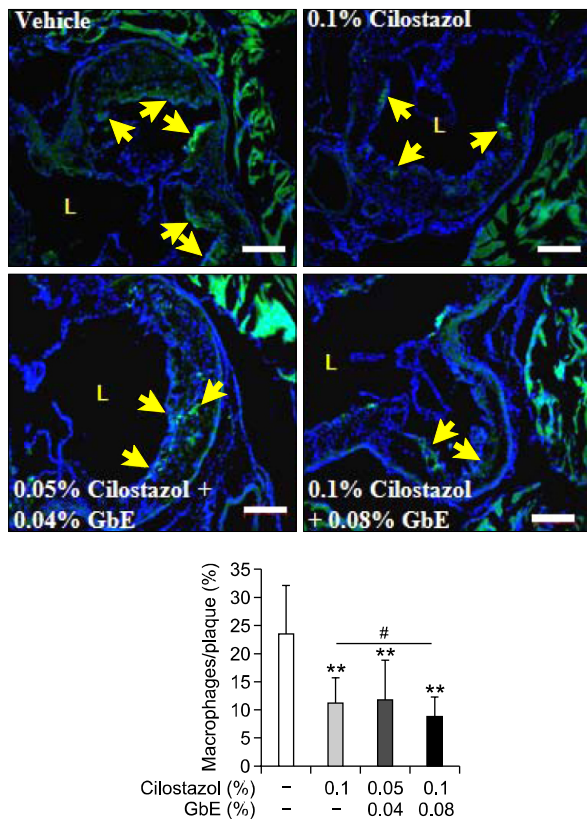 Vehicle
L
0.1% Cilostazol
L
L
0.05% Cilostazol +
0.04% GbE
L
0.1% Cilostazol
+ 0.08% GbE
Macrophages/plaque (%)
35
30
25
20
15
10
5
0
#
** ** **
Cilostazol (%) – 0.1 0.05 0.1
GbE (%) – – 0.04 0.08